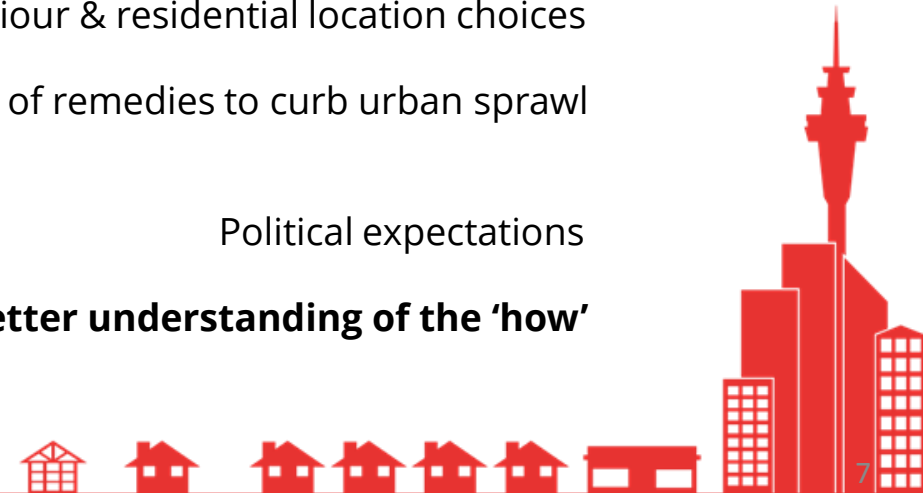 iour & residential location choices
of remedies to curb urban sprawl
Political expectations
etter understanding of the ‘how’
7